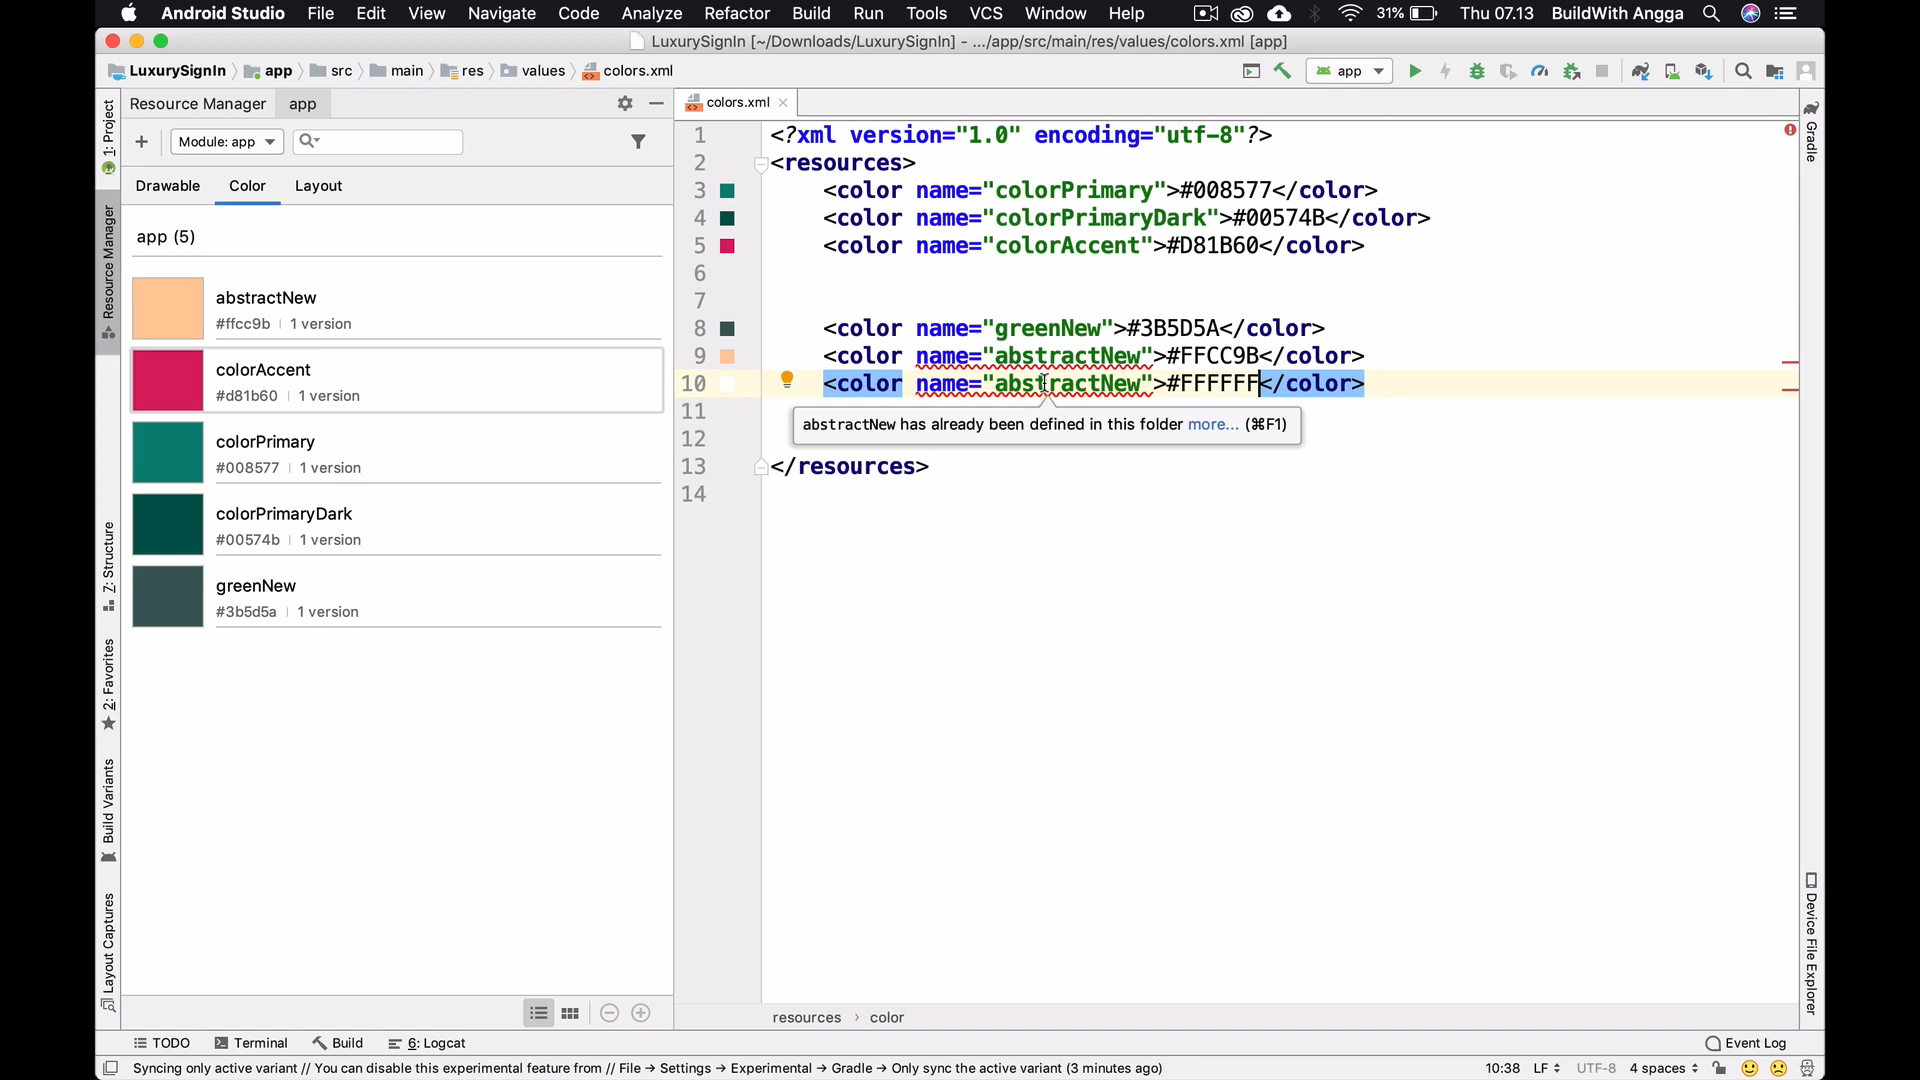 Android Studio File Edit View Navigate Code Analyze Refactor Build Run Tools VCS Window Help 31% Thu 07.13 BuildWith Angga
LuxurySignIn [~/Downloads/LuxurySignIn] - .../app/src/main/res/values/colors.xml [app]
LuxurySignIn app src main res values colors.xml app
Resource Manager app
Module: app
Drawable Color Layout
app (5)
abstractNew
#ffcc9b 1 version
colorAccent
#d81b60 1 version
colorPrimary
#008577 1 version
colorPrimaryDark
#00574b 1 version
greenNew
#3b5d5a 1 version
1: Project
Resource Manager
Z: Structure
2: Favorites
Build Variants
Layout Captures
colors.xml
1 <?xml version="1.0" encoding="utf-8"?>
2 <resources>
3 <color name="colorPrimary">#008577</color>
4 <color name="colorPrimaryDark">#00574B</color>
5 <color name="colorAccent">#D81B60</color>
6
7
8 <color name="greenNew">#3B5D5A</color>
9 <color name="abstractNew">#FFCC9B</color>
10 <color name="abstractNew">#FFFFFF</color>
11
abstractNew has already been defined in this folder more... (⌘F1)
12
13 </resources>
14
resources › color
Gradle
Device File Explorer
TODO Terminal Build 6: Logcat Event Log
Syncing only active variant // You can disable this experimental feature from // File → Settings → Experimental → Gradle → Only sync the active variant (3 minutes ago) 10:38 LF UTF-8 4 spaces